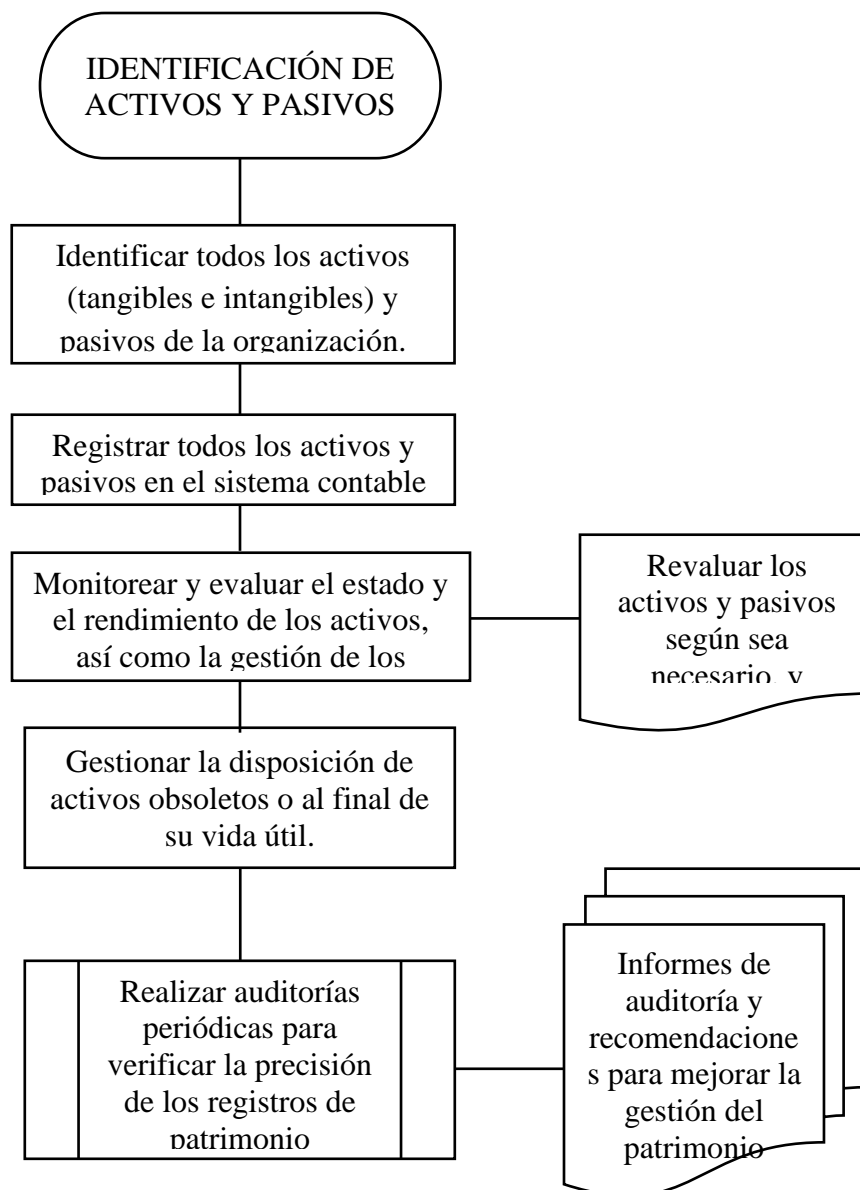 IDENTIFICACIÓN DE
ACTIVOS Y PASIVOS
Identificar todos los activos
(tangibles e intangibles) y
pasivos de la organización.
Registrar todos los activos y
pasivos en el sistema contable
Monitorear y evaluar el estado y
el rendimiento de los activos,
así como la gestión de los
Revaluar los
activos y pasivos
según sea
necesario, y
Gestionar la disposición de
activos obsoletos o al final de
su vida útil.
Realizar auditorías
periódicas para
verificar la precisión
de los registros de
patrimonio
Informes de
auditoría y
recomendacione
s para mejorar la
gestión del
patrimonio